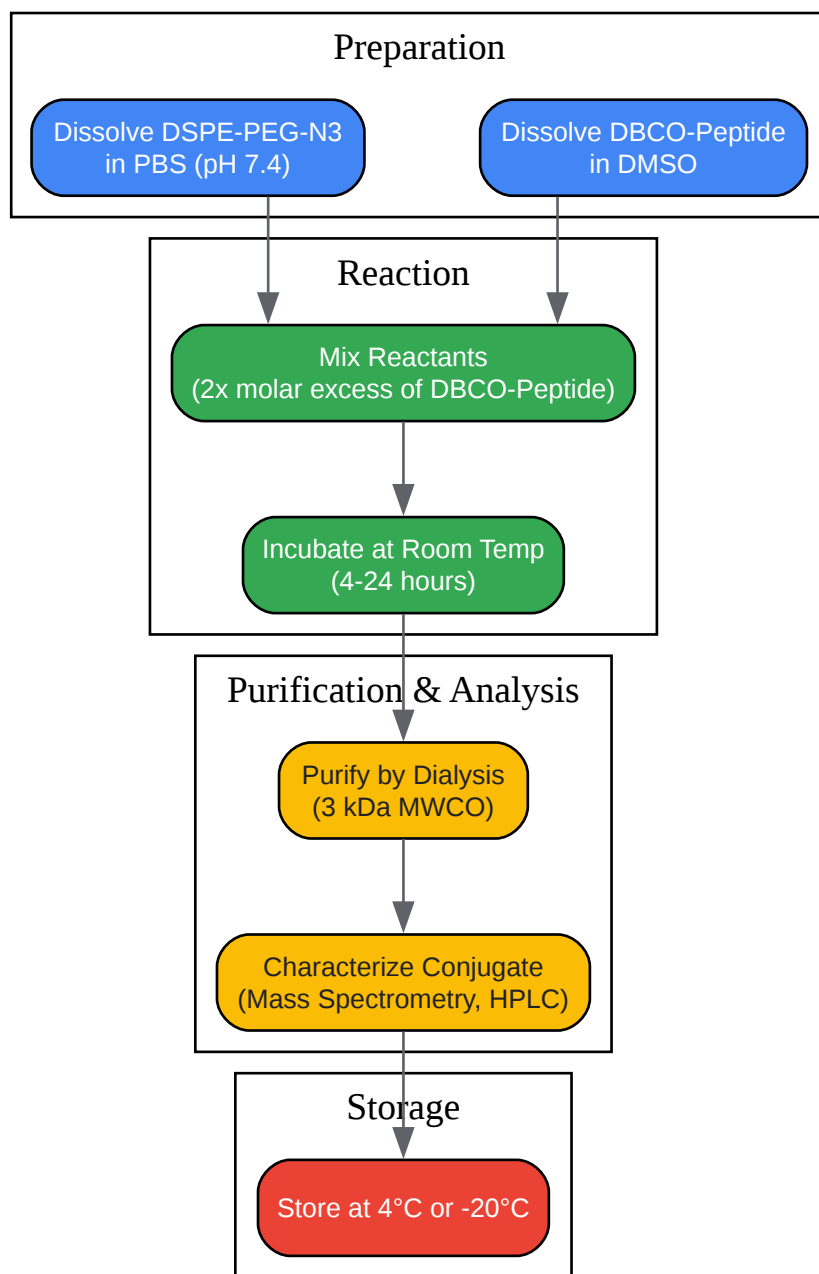 Preparation
Dissolve DSPE-PEG-N3
in PBS (pH 7.4)
Dissolve DBCO-Peptide
in DMSO
Reaction
Mix Reactants
(2x molar excess of DBCO-Peptide)
Incubate at Room Temp
(4-24 hours)
Purification & Analysis
Purify by Dialysis
(3 kDa MWCO)
Characterize Conjugate
(Mass Spectrometry, HPLC)
Storage
Store at 4°C or -20°C